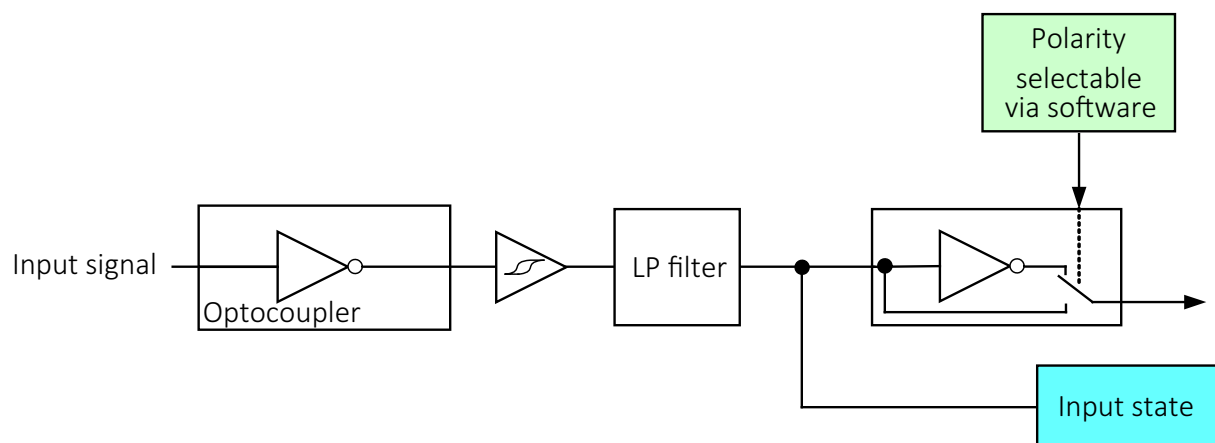 Polarity
selectable
via software
Input signal
Optocoupler
LP filter
Input state